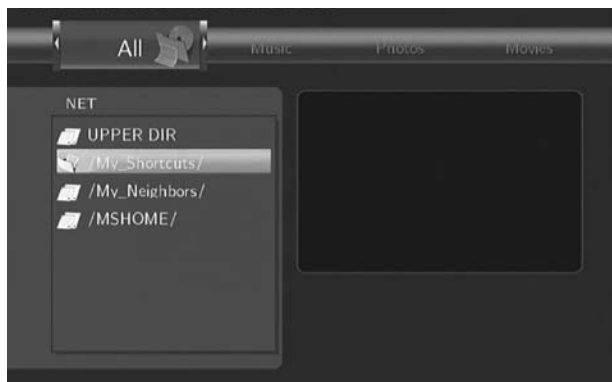 All Music Photos Movies
NET
UPPER DIR
/My_Shortcuts/
/My_Neighbors/
/MSHOME/